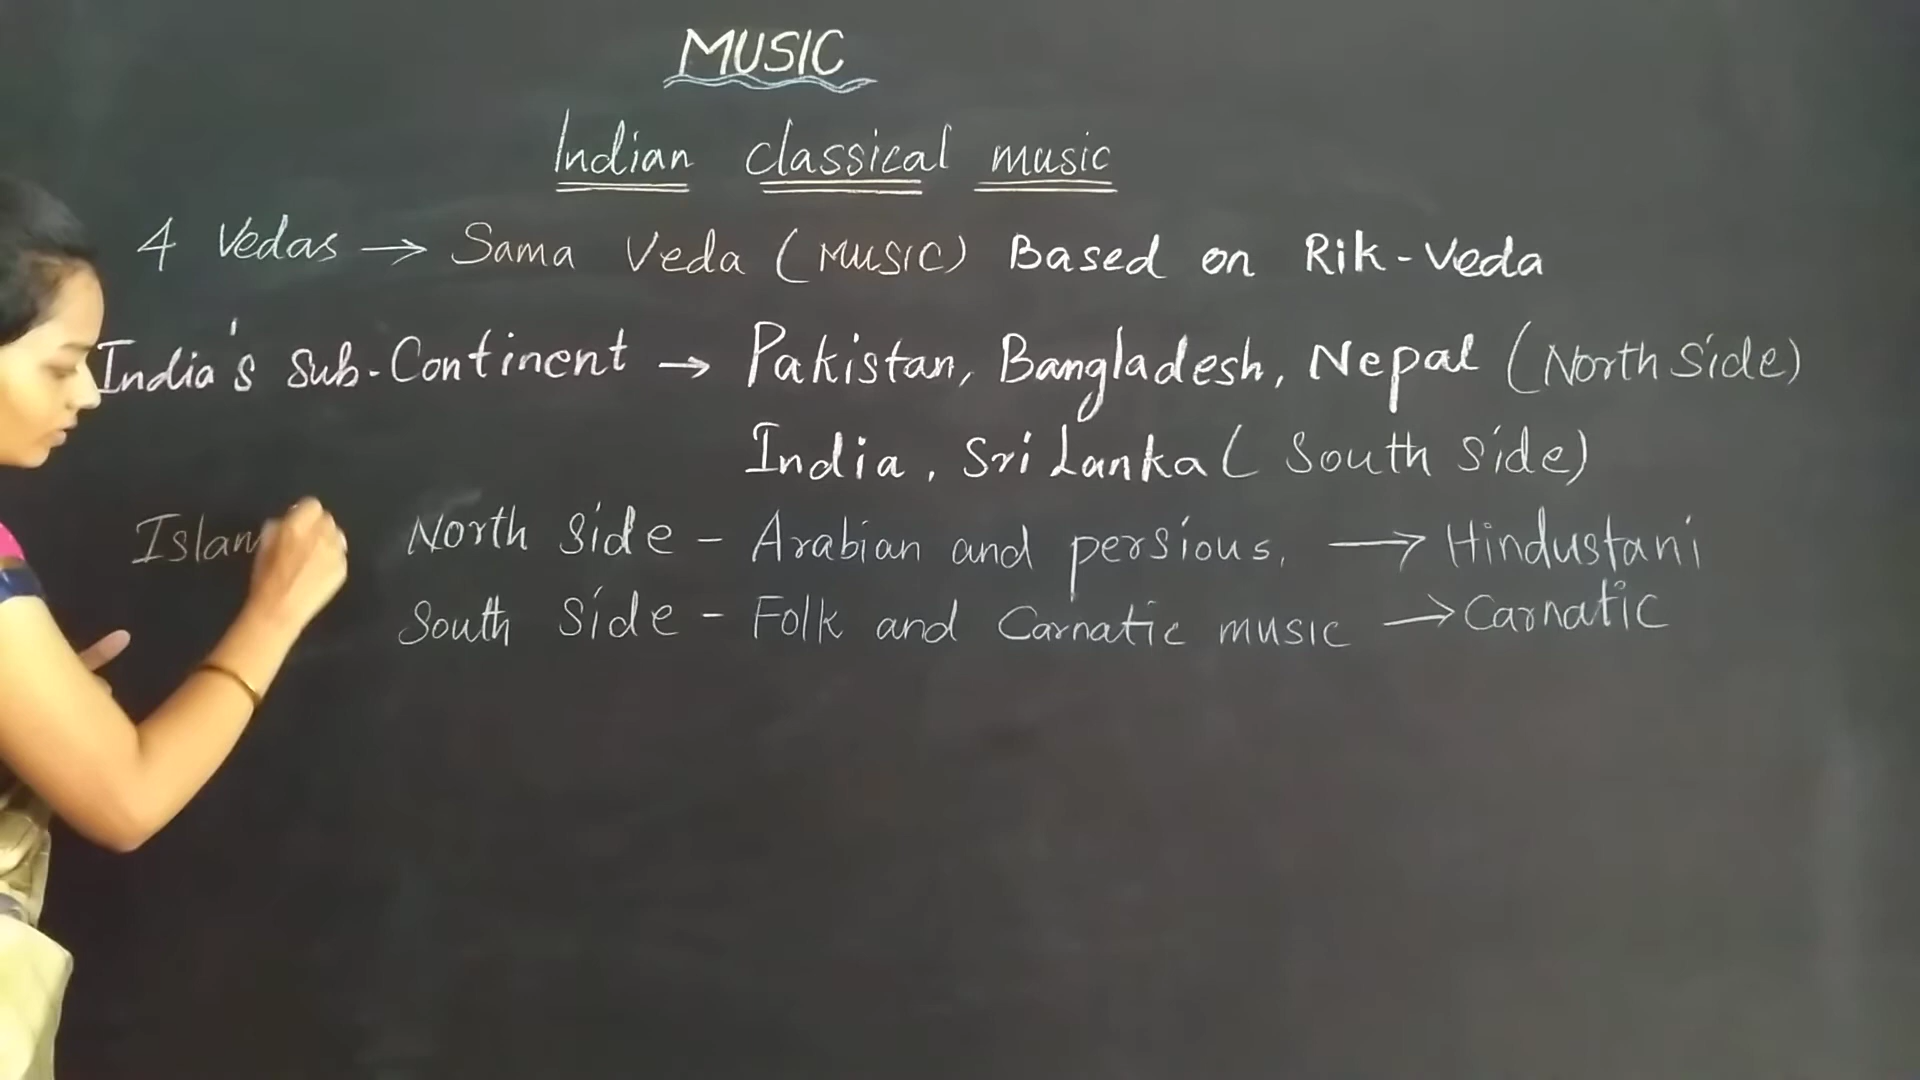 MUSIC
Indian classical music
4 Vedas → Sama Veda (MUSIC) Based on Rik-Veda
India's Sub-Continent → Pakistan, Bangladesh, Nepal (North Side)
India, Sri Lanka ( South Side)
North Side - Arabian and persious, → Hindustani
South Side - Folk and Carnatic music → Carnatic